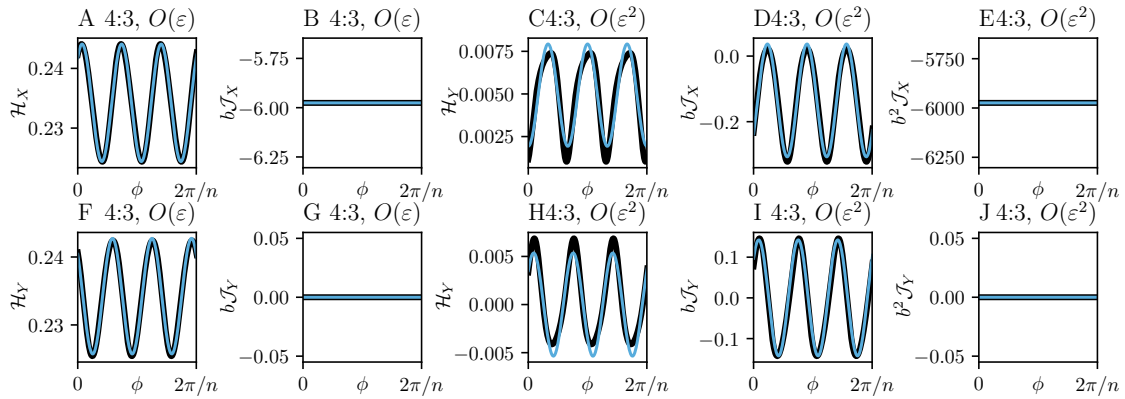 A 4:3, O(ε)
B 4:3, O(ε)
C4:3, O(ε²)
D4:3, O(ε²)
E4:3, O(ε²)
ℋ_X
0.24
0.23
0
ϕ
2π/n
b𝒥_X
−5.75
−6.00
−6.25
0
ϕ
2π/n
ℋ_Y
0.0075
0.0050
0.0025
0
ϕ
2π/n
b𝒥_X
0.0
−0.2
0
ϕ
2π/n
b²𝒥_X
−5750
−6000
−6250
0
ϕ
2π/n
F 4:3, O(ε)
G 4:3, O(ε)
H4:3, O(ε²)
I 4:3, O(ε²)
J 4:3, O(ε²)
ℋ_Y
0.24
0.23
0
ϕ
2π/n
b𝒥_Y
0.05
0.00
−0.05
0
ϕ
2π/n
ℋ_Y
0.005
0.000
−0.005
0
ϕ
2π/n
b𝒥_Y
0.1
0.0
−0.1
0
ϕ
2π/n
b²𝒥_Y
0.05
0.00
−0.05
0
ϕ
2π/n